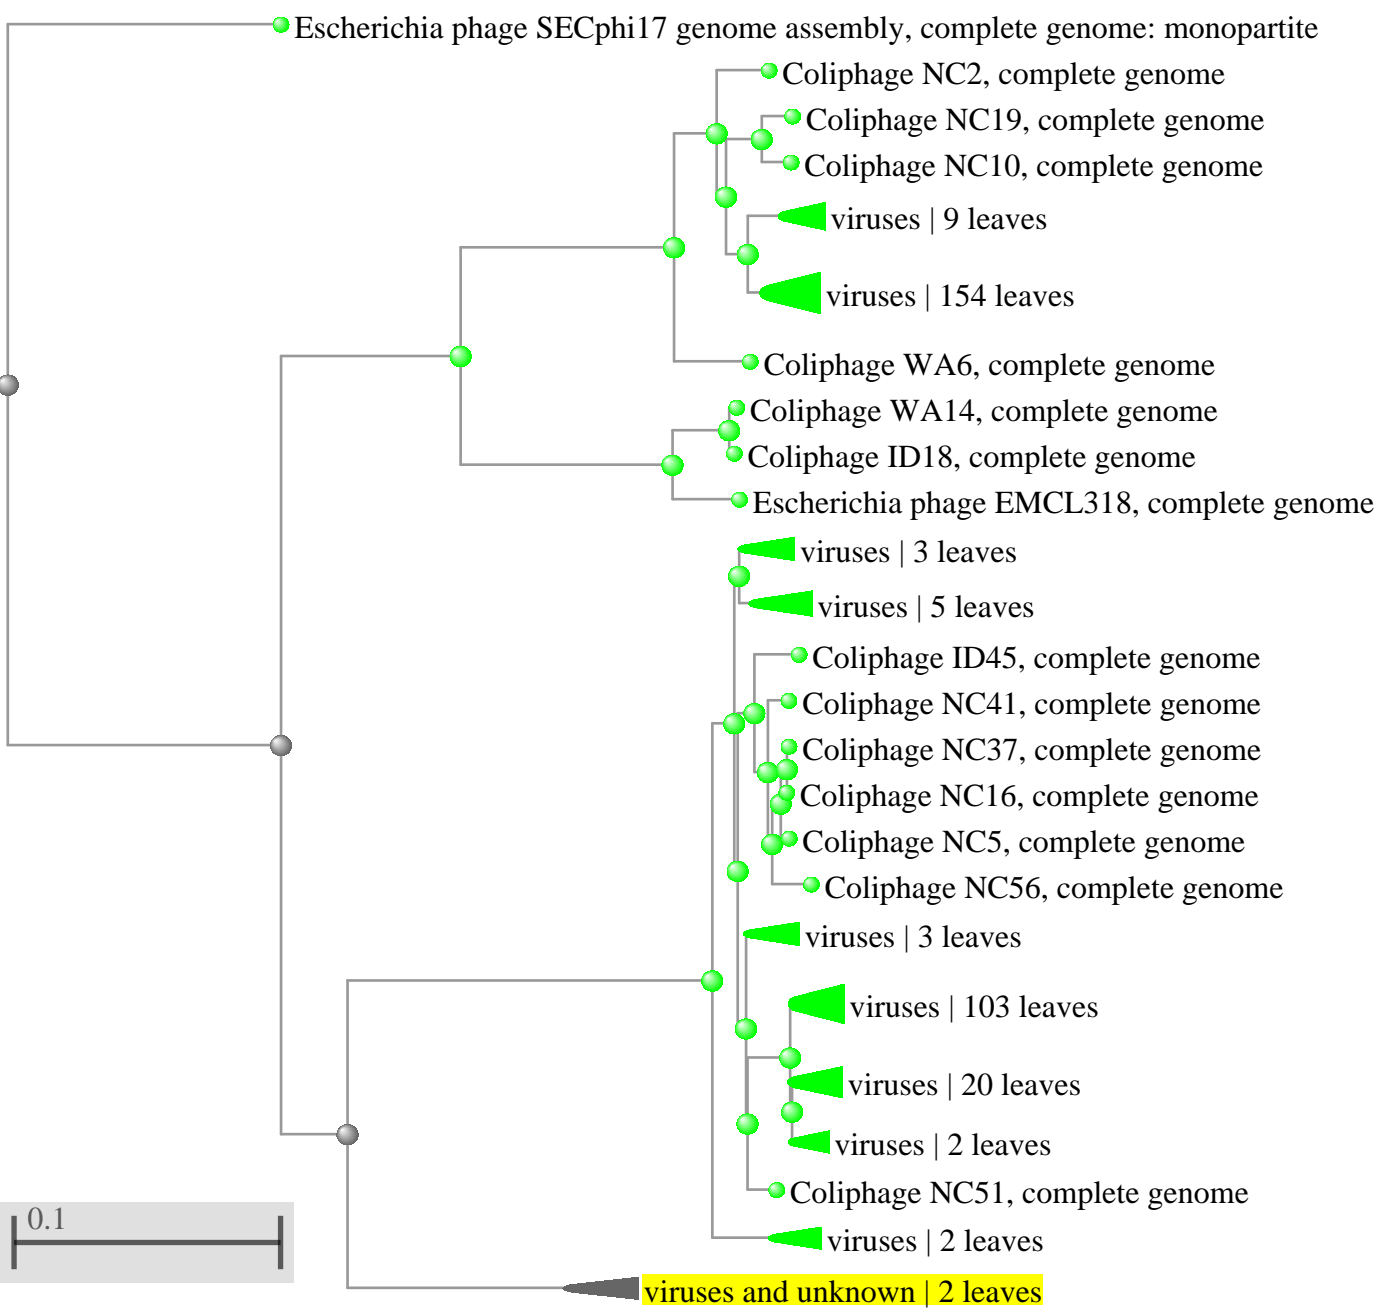 Escherichia phage SECphi17 genome assembly, complete genome: monopartite
Coliphage NC2, complete genome
Coliphage NC19, complete genome
Coliphage NC10, complete genome
viruses | 9 leaves
viruses | 154 leaves
Coliphage WA6, complete genome
Coliphage WA14, complete genome
Coliphage ID18, complete genome
Escherichia phage EMCL318, complete genome
viruses | 3 leaves
viruses | 5 leaves
Coliphage ID45, complete genome
Coliphage NC41, complete genome
Coliphage NC37, complete genome
Coliphage NC16, complete genome
Coliphage NC5, complete genome
Coliphage NC56, complete genome
viruses | 3 leaves
viruses | 103 leaves
viruses | 20 leaves
viruses | 2 leaves
Coliphage NC51, complete genome
0.1
viruses | 2 leaves
viruses and unknown | 2 leaves